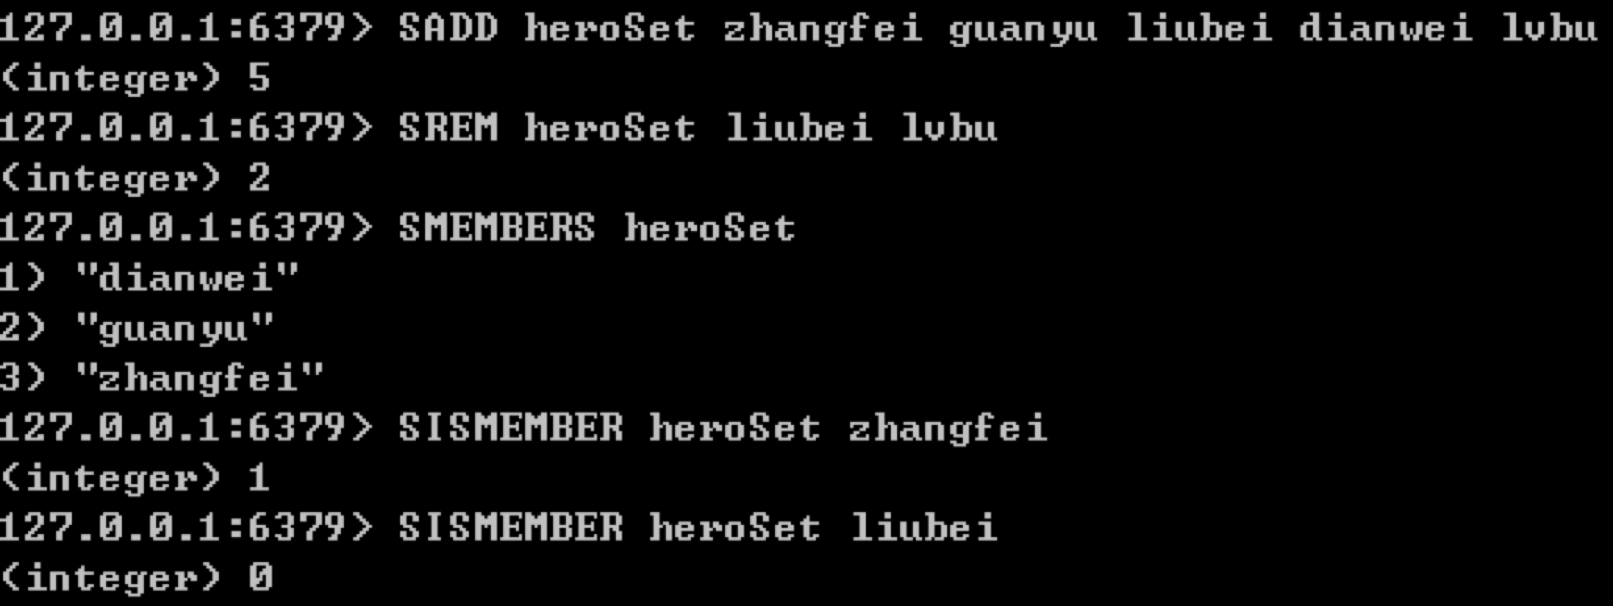 127.0.0.1:6379> SADD heroSet zhangfei guanyu liubei dianwei lvbu
(integer) 5
127.0.0.1:6379> SREM heroSet liubei lvbu
(integer) 2
127.0.0.1:6379> SMEMBERS heroSet
1) "dianwei"
2) "guanyu"
3) "zhangfei"
127.0.0.1:6379> SISMEMBER heroSet zhangfei
(integer) 1
127.0.0.1:6379> SISMEMBER heroSet liubei
(integer) 0